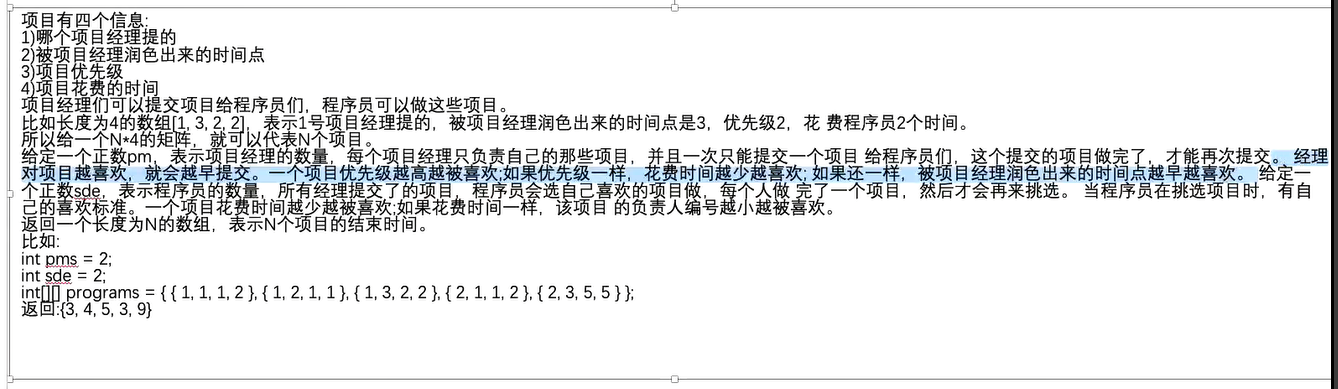 项目有四个信息:
1)哪个项目经理提的
2)被项目经理润色出来的时间点
3)项目优先级
4)项目花费的时间
项目经理们可以提交项目给程序员们，程序员可以做这些项目。
比如长度为4的数组[1, 3, 2, 2]，表示1号项目经理提的，被项目经理润色出来的时间点是3，优先级2，花 费程序员2个时间。
所以给一个N*4的矩阵，就可以代表N个项目。
给定一个正数pm，表示项目经理的数量，每个项目经理只负责自己的那些项目，并且一次只能提交一个项目 给程序员们，这个提交的项目做完了，才能再次提交。 经理
对项目越喜欢，就会越早提交。一个项目优先级越高越被喜欢;如果优先级一样，花费时间越少越喜欢; 如果还一样，被项目经理润色出来的时间点越早越喜欢。 给定一
个正数sde，表示程序员的数量，所有经理提交了的项目，程序员会选自己喜欢的项目做，每个人做 完了一个项目，然后才会再来挑选。 当程序员在挑选项目时，有自
己的喜欢标准。一个项目花费时间越少越被喜欢;如果花费时间一样，该项目 的负责人编号越小越被喜欢。
返回一个长度为N的数组，表示N个项目的结束时间。
比如:
int pms = 2;
int sde = 2;
int[][] programs = { { 1, 1, 1, 2 }, { 1, 2, 1, 1 }, { 1, 3, 2, 2 }, { 2, 1, 1, 2 }, { 2, 3, 5, 5 } };
返回:{3, 4, 5, 3, 9}